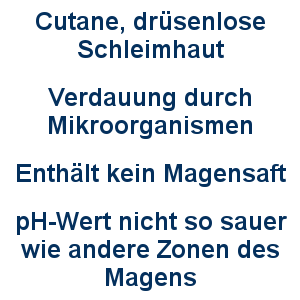 Cutane, drüsenlose
Schleimhaut
Verdauung durch
Mikroorganismen
Enthält kein Magensaft
pH-Wert nicht so sauer
wie andere Zonen des
Magens